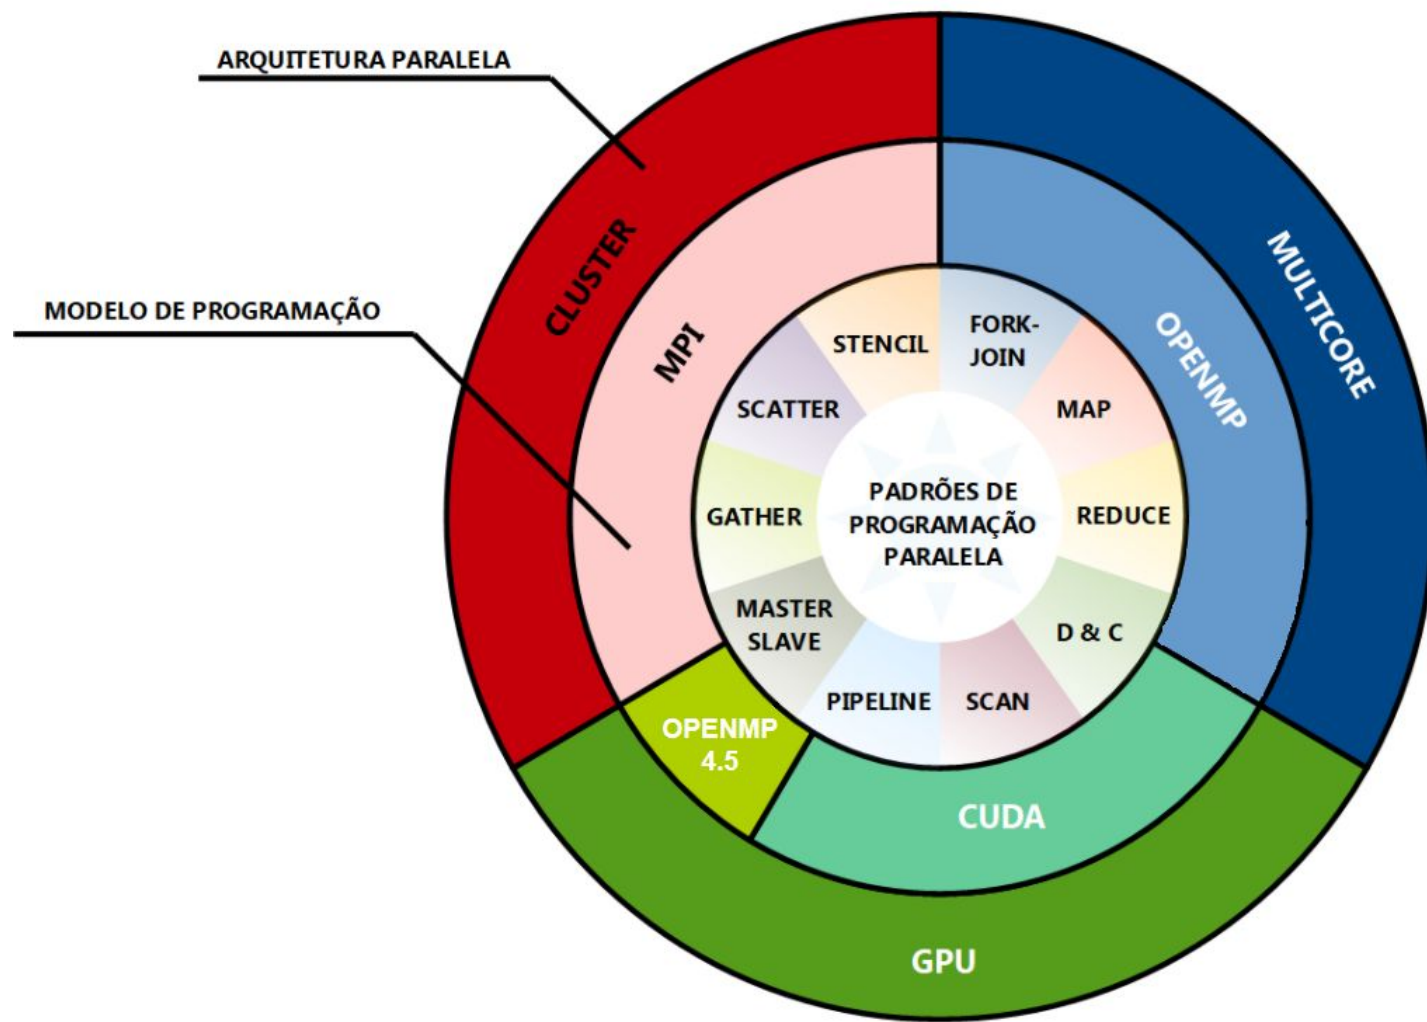 ARQUITETURA PARALELA
MODELO DE PROGRAMAÇÃO
CLUSTER
MULTICORE
MPI
OPENMP
STENCIL
FORK-
JOIN
SCATTER
MAP
GATHER
REDUCE
PADRÕES DE
PROGRAMAÇÃO
PARALELA
MASTER
SLAVE
D & C
PIPELINE
SCAN
OPENMP
4.5
CUDA
GPU